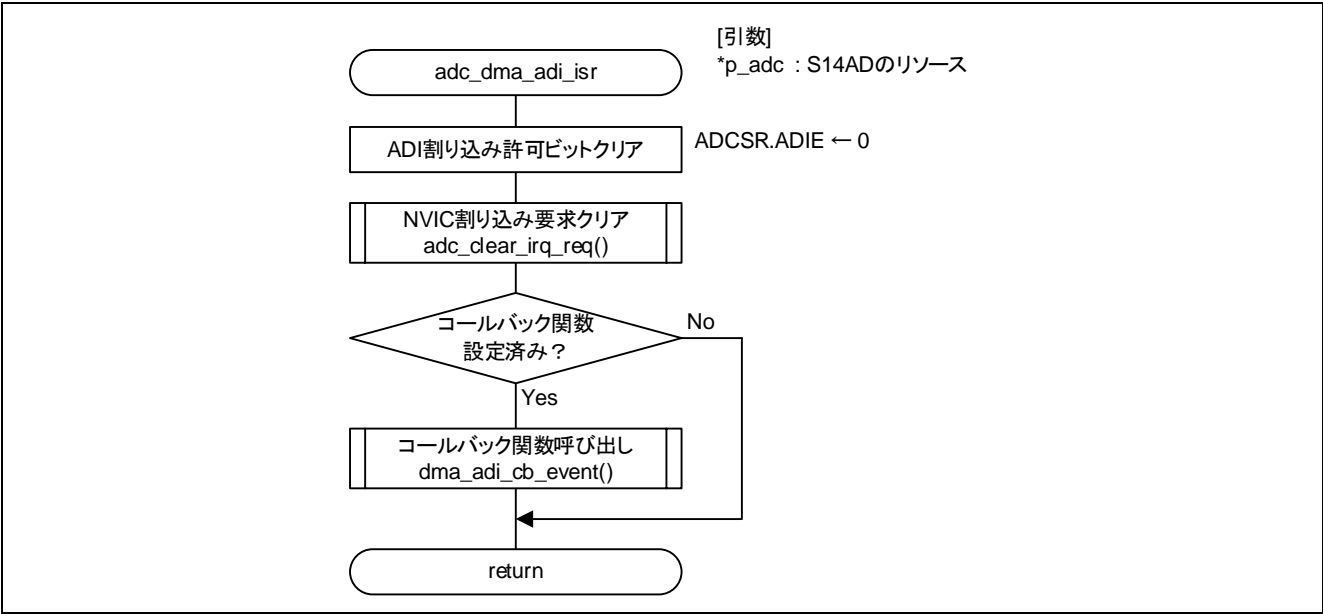 [引数]
*p_adc : S14ADのリソース
adc_dma_adi_isr
ADI割り込み許可ビットクリア
ADCSR.ADIE ← 0
NVIC割り込み要求クリア
adc_clear_irq_req()
コールバック関数
設定済み？
No
Yes
コールバック関数呼び出し
dma_adi_cb_event()
return